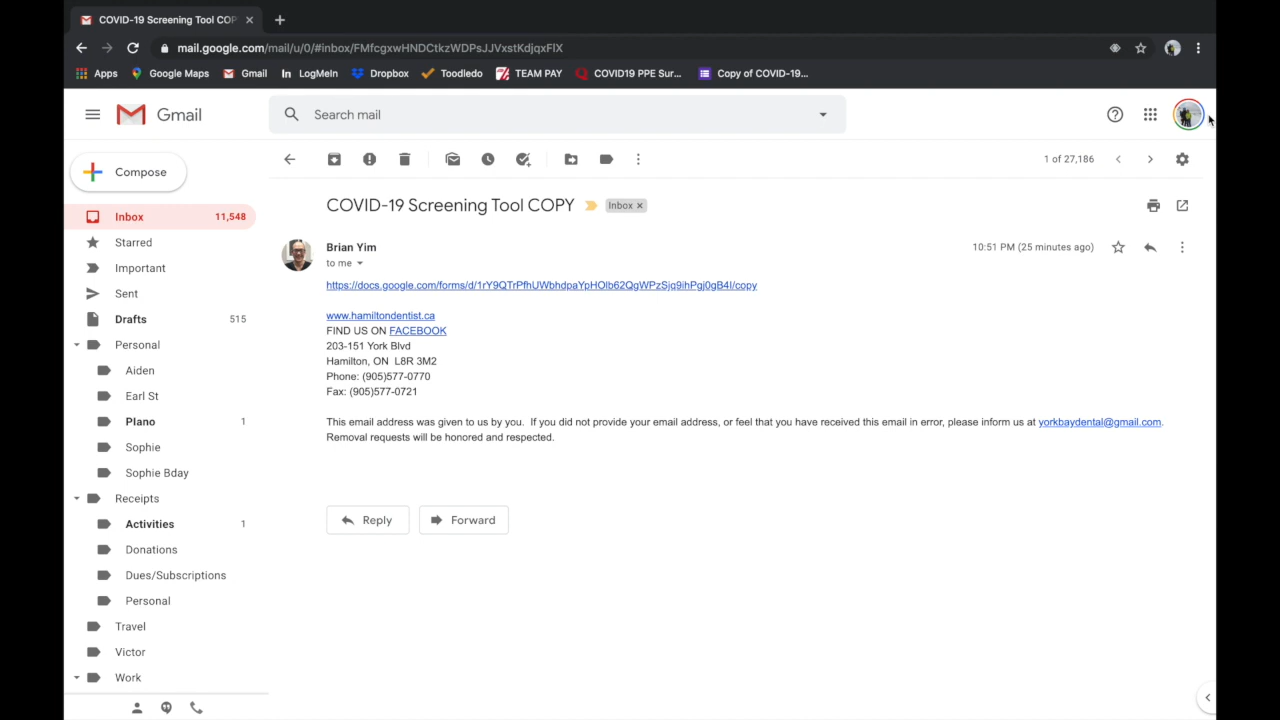 COVID-19 Screening Tool COP
mail.google.com/mail/u/0/#inbox/FMfcgxwHNDCtkzWDPsJJVxstKdjqxFlX
Apps Google Maps Gmail LogMeIn Dropbox Toodledo TEAM PAY COVID19 PPE Sur... Copy of COVID-19...
Gmail
Search mail
Compose
1 of 27,186
Inbox 11,548
Starred
Important
Sent
Drafts 515
Personal
Aiden
Earl St
Plano 1
Sophie
Sophie Bday
Receipts
Activities 1
Donations
Dues/Subscriptions
Personal
Travel
Victor
Work
COVID-19 Screening Tool COPY Inbox
Brian Yim
10:51 PM (25 minutes ago)
to me
https://docs.google.com/forms/d/1rY9QTrPfhUWbhdpaYpHOlb62QgWPzSjq9ihPgj0gB4I/copy
www.hamiltondentist.ca
FIND US ON FACEBOOK
203-151 York Blvd
Hamilton, ON L8R 3M2
Phone: (905)577-0770
Fax: (905)577-0721
This email address was given to us by you. If you did not provide your email address, or feel that you have received this email in error, please inform us at yorkbaydental@gmail.com.
Removal requests will be honored and respected.
Reply
Forward